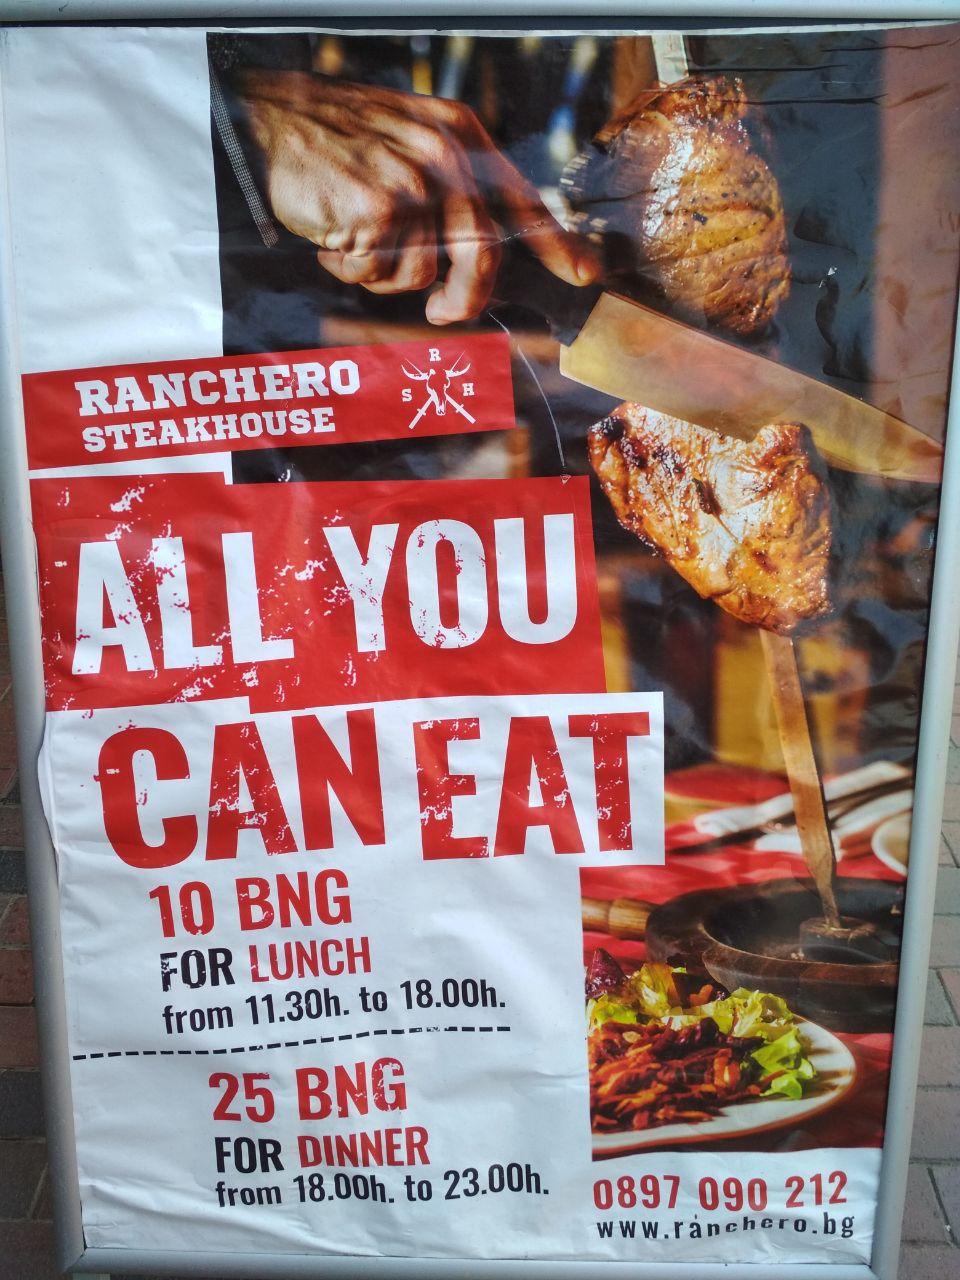 RANCHERO
STEAKHOUSE
R
S H
ALL YOU
CAN EAT
10 BNG
FOR LUNCH
from 11.30h. to 18.00h.
25 BNG
FOR DINNER
from 18.00h. to 23.00h.
0897 090 212
www.ranchero.bg